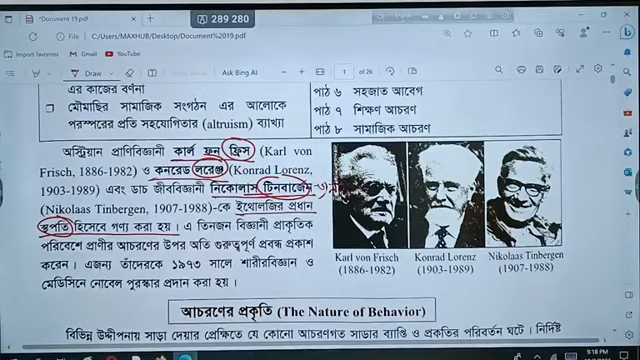 *Document 19.pdf
289 280
File
C:/Users/MAXHUB/Desktop/Document%2019.pdf
Import favorites
Gmail
YouTube
Draw
Ask Bing AI
1
of 26
এর কাজের বর্ণনা
মৌমাছির সামাজিক সংগঠন এর আলোকে
পরস্পরের প্রতি সহযোগিতার (altruism) ব্যাখ্যা
পাঠ ৬ সহজাত আবেগ
পাঠ ৭ শিক্ষণ আচরণ
পাঠ ৮ সামাজিক আচরণ
অস্ট্রিয়ান প্রাণিবিজ্ঞানী কার্ল ফন ফ্রিস (Karl von
Frisch, 1886-1982) ও কনরেড লরেঞ্জ (Konrad Lorenz,
1903-1989) এবং ডাচ জীববিজ্ঞানী নিকোলাস টিনবার্জেন
(Nikolaas Tinbergen, 1907-1988)-কে ইথোলজির প্রধান
স্থপতি হিসেবে গণ্য করা হয়। এ তিনজন বিজ্ঞানী প্রাকৃতিক
পরিবেশে প্রাণীর আচরণের উপর অতি গুরুত্বপূর্ণ প্রবন্ধ প্রকাশ
করেন। এজন্য তাঁদেরকে ১৯৭৩ সালে শারীরবিজ্ঞান ও
মেডিসিনে নোবেল পুরস্কার প্রদান করা হয়।
Karl von Frisch
(1886-1982)
Konrad Lorenz
(1903-1989)
Nikolaas Tinbergen
(1907-1988)
আচরণের প্রকৃতি (The Nature of Behavior)
বিভিন্ন উদ্দীপনায় সাড়া দেয়ার প্রেক্ষিতে যে কোনো আচরণগত সাড়ার ব্যাপ্তি ও প্রকৃতির পরিবর্তন ঘটে। নির্দিষ্ট
9:18 PM